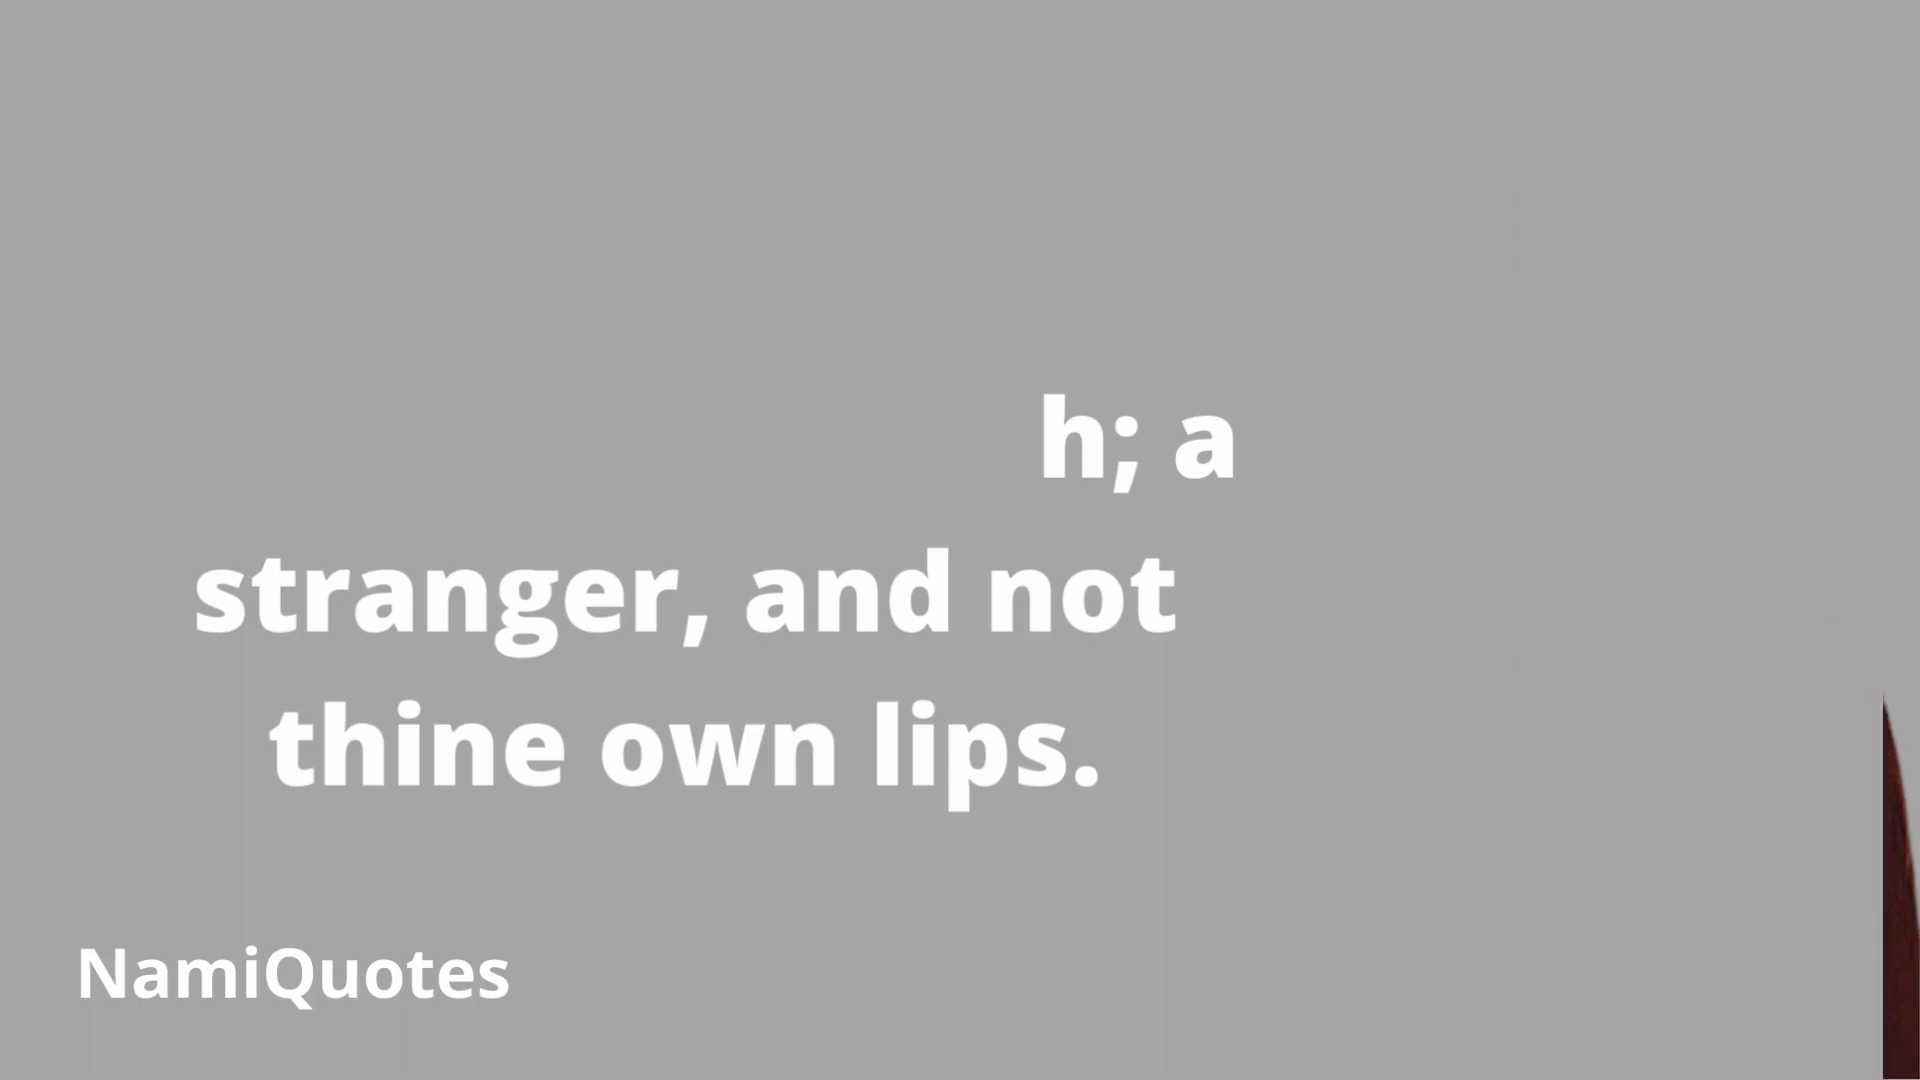 h; a
stranger, and not
thine own lips.
NamiQuotes